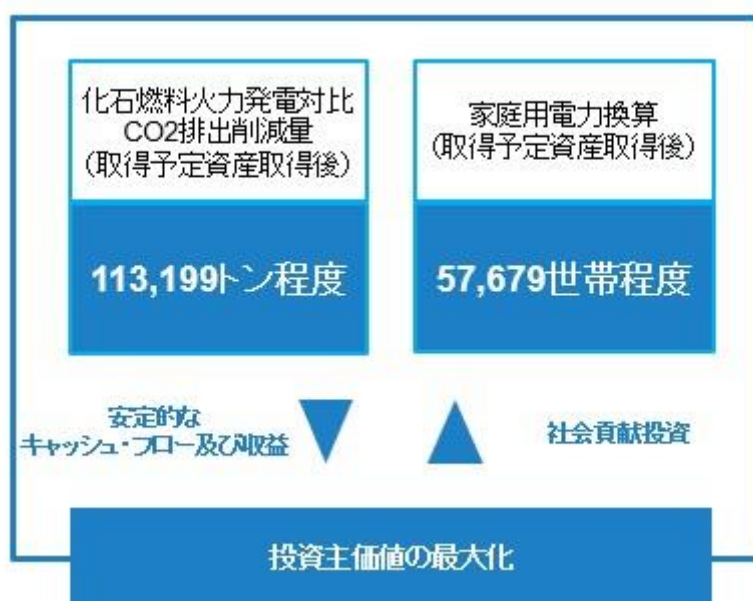 化石燃料火力発電対比
CO2排出削減量
(取得予定資産取得後)
家庭用電力換算
(取得予定資産取得後)
113,199トン程度
57,679世帯程度
安定的な
キャッシュ・フロー及び収益
社会貢献投資
投資主価値の最大化